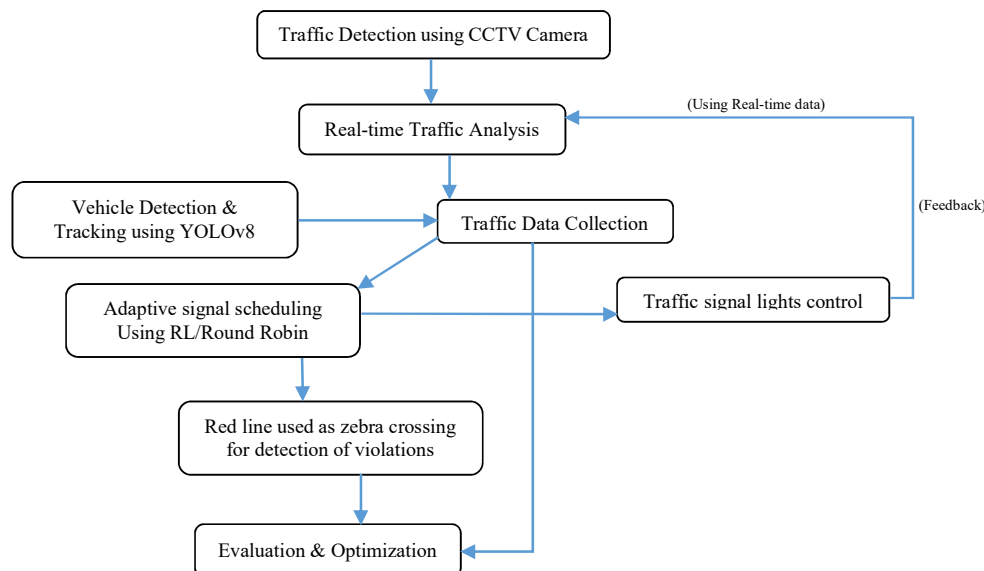 Traffic Detection using CCTV Camera
(Using Real-time data)
Real-time Traffic Analysis
Vehicle Detection &
Tracking using YOLOv8
Traffic Data Collection
(Feedback)
Adaptive signal scheduling
Using RL/Round Robin
Traffic signal lights control
Red line used as zebra crossing
for detection of violations
Evaluation & Optimization